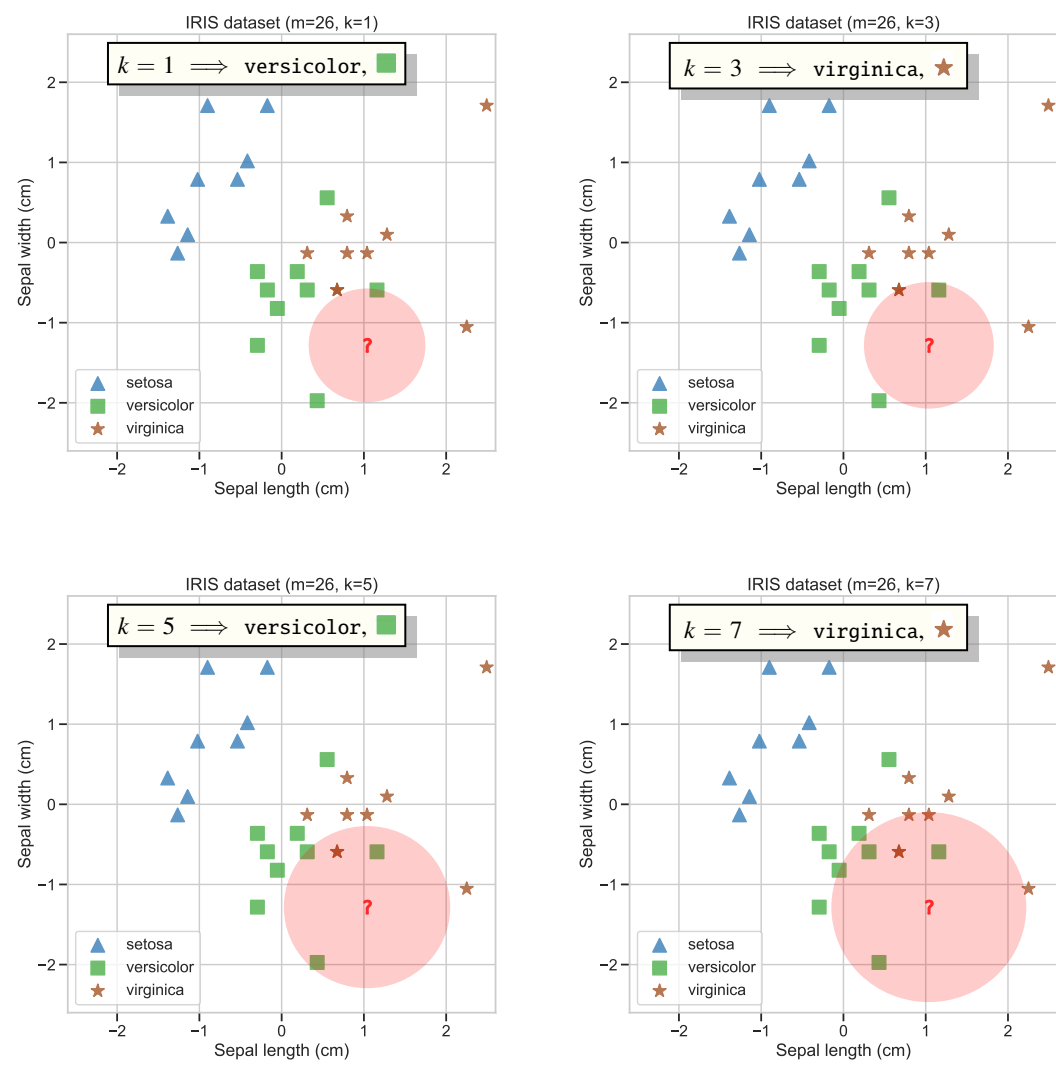 IRIS dataset (m=26, k=1)
k = 1 ⟹ versicolor,
2
1
0
−1
−2
Sepal width (cm)
?
setosa
versicolor
virginica
−2 −1 0 1 2
Sepal length (cm)
IRIS dataset (m=26, k=3)
k = 3 ⟹ virginica,
2
1
0
−1
−2
Sepal width (cm)
?
setosa
versicolor
virginica
−2 −1 0 1 2
Sepal length (cm)
IRIS dataset (m=26, k=5)
k = 5 ⟹ versicolor,
2
1
0
−1
−2
Sepal width (cm)
?
setosa
versicolor
virginica
−2 −1 0 1 2
Sepal length (cm)
IRIS dataset (m=26, k=7)
k = 7 ⟹ virginica,
2
1
0
−1
−2
Sepal width (cm)
?
setosa
versicolor
virginica
−2 −1 0 1 2
Sepal length (cm)